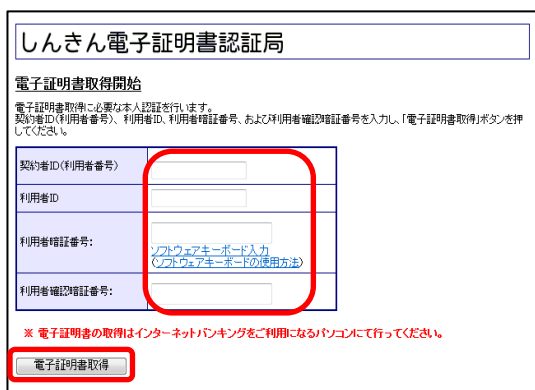 しんきん電子証明書認証局
電子証明書取得開始
電子証明書取得に必要な本人認証を行います。
契約者ID(利用者番号)、利用者ID、利用者暗証番号、および利用者確認暗証番号を入力し、「電子証明書取得」ボタンを押
してください。
契約者ID(利用者番号)
利用者ID
利用者暗証番号:
ソフトウェアキーボード入力
(ソフトウェアキーボードの使用方法)
利用者確認暗証番号:
※ 電子証明書の取得はインターネットバンキングをご利用になるパソコンにて行ってください。
電子証明書取得